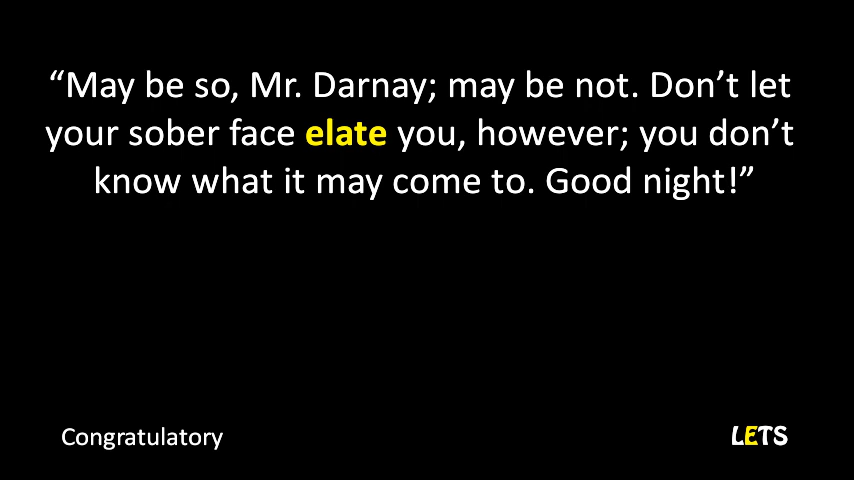 “May be so, Mr. Darnay; may be not. Don’t let
your sober face elate you, however; you don’t
know what it may come to. Good night!”
Congratulatory
LETS